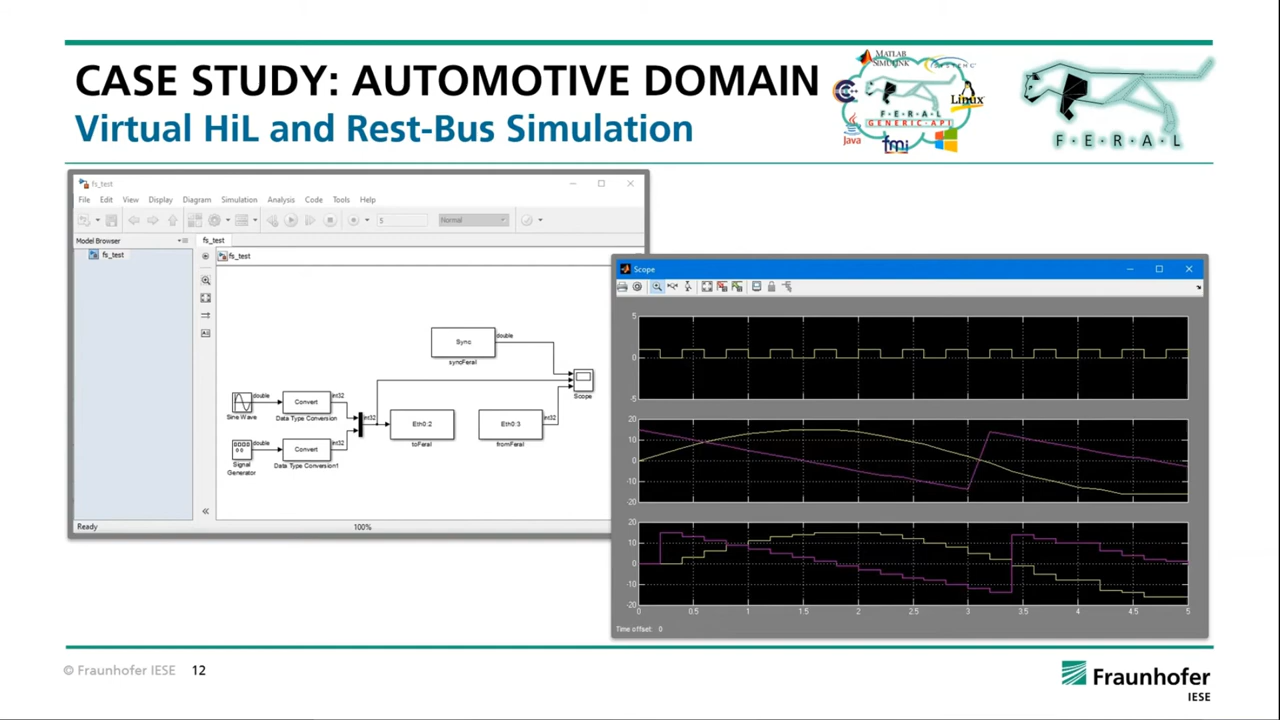 CASE STUDY: AUTOMOTIVE DOMAIN
Virtual HiL and Rest-Bus Simulation
MATLAB
SIMULINK
F·E·R·A·L
GENERIC·API
Linux
Java
fmi
F·E·R·A·L
fs_test
File Edit View Display Diagram Simulation Analysis Code Tools Help
5 Normal
Model Browser
fs_test
fs_test
fs_test
Sync
double
syncFeral
Scope
Sine Wave
double
Convert
int32
Data Type Conversion
int32
Eth0:2
toFeral
Eth0:3
int32
fromFeral
Signal
Generator
double
Convert
int32
Data Type Conversion1
Ready 100%
Scope
5
0
-5
20
10
0
-10
-20
20
10
0
-10
-20
0 0.5 1 1.5 2 2.5 3 3.5 4 4.5 5
Time offset: 0
© Fraunhofer IESE 12
Fraunhofer
IESE